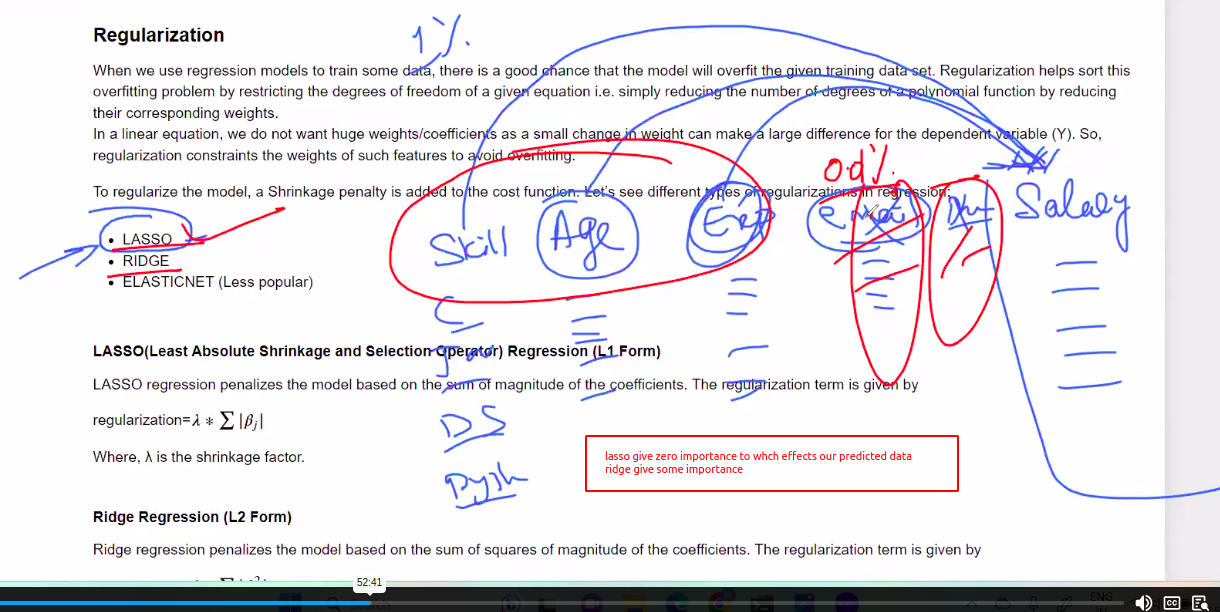 Regularization
1%.
When we use regression models to train some data, there is a good chance that the model will overfit the given training data set. Regularization helps sort this
overfitting problem by restricting the degrees of freedom of a given equation i.e. simply reducing the number of degrees of a polynomial function by reducing
their corresponding weights.
In a linear equation, we do not want huge weights/coefficients as a small change in weight can make a large difference for the dependent variable (Y). So,
regularization constraints the weights of such features to avoid overfitting.
To regularize the model, a Shrinkage penalty is added to the cost function. Let's see different types of regularizations in regression:
Skill Age Salary
• LASSO
• RIDGE
• ELASTICNET (Less popular)
LASSO(Least Absolute Shrinkage and Selection Operator) Regression (L1 Form)
LASSO regression penalizes the model based on the sum of magnitude of the coefficients. The regularization term is given by
regularization=λ ∗ ∑ |βj|
DS
Where, λ is the shrinkage factor.
lasso give zero importance to whch effects our predicted data
ridge give some importance
Ridge Regression (L2 Form)
Ridge regression penalizes the model based on the sum of squares of magnitude of the coefficients. The regularization term is given by
52:41
ENG
CC